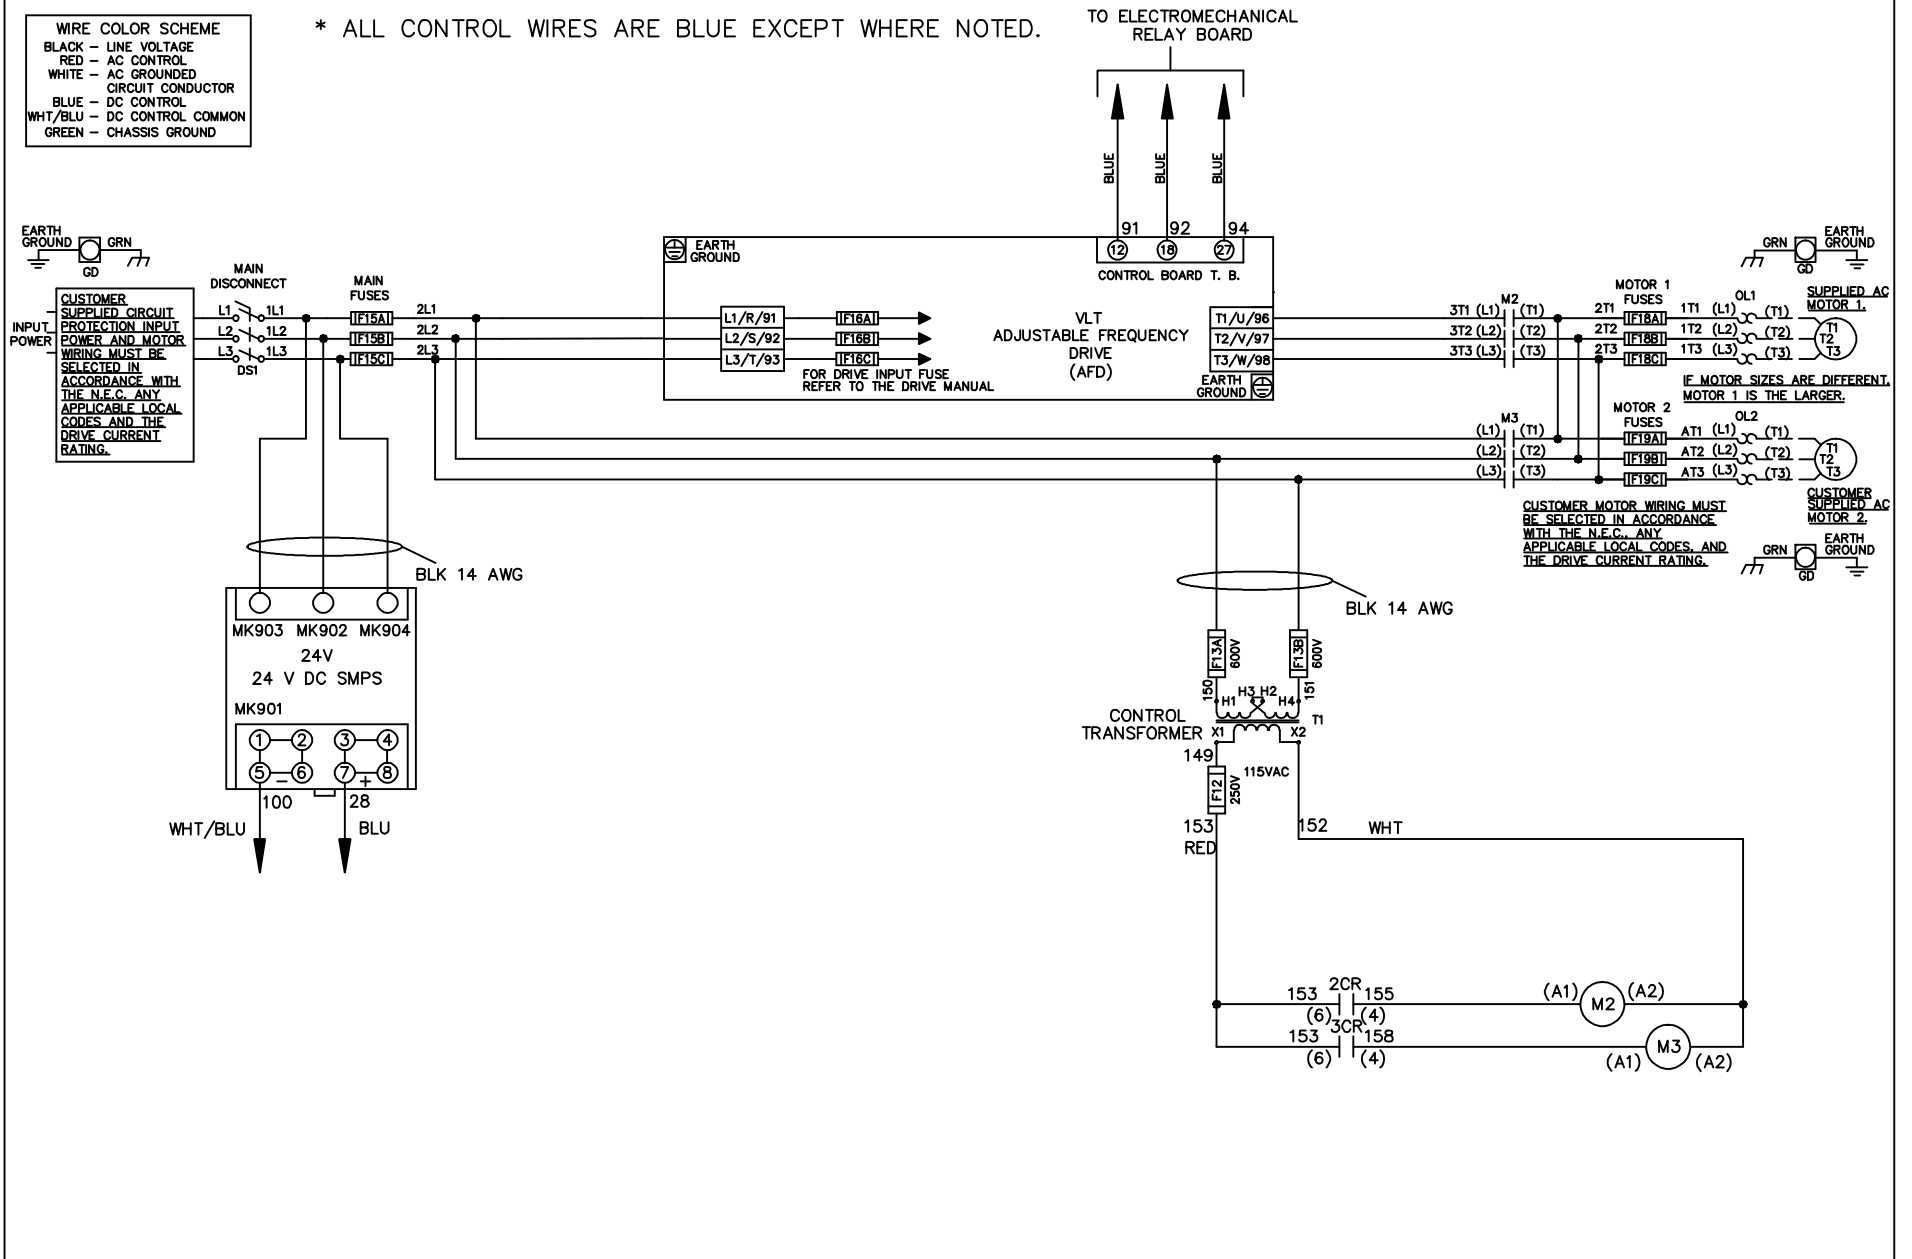 WIRE COLOR SCHEME
BLACK – LINE VOLTAGE
RED – AC CONTROL
WHITE – AC GROUNDED
CIRCUIT CONDUCTOR
BLUE – DC CONTROL
WHT/BLU – DC CONTROL COMMON
GREEN – CHASSIS GROUND
* ALL CONTROL WIRES ARE BLUE EXCEPT WHERE NOTED.
TO ELECTROMECHANICAL
RELAY BOARD
BLUE
BLUE
BLUE
91 92 94
12 18 27
CONTROL BOARD T. B.
EARTH
GROUND
GRN
GD
INPUT
POWER
CUSTOMER
SUPPLIED CIRCUIT
PROTECTION INPUT
POWER AND MOTOR
WIRING MUST BE
SELECTED IN
ACCORDANCE WITH
THE N.E.C. ANY
APPLICABLE LOCAL
CODES AND THE
DRIVE CURRENT
RATING.
MAIN
DISCONNECT
L1 1L1
L2 1L2
L3 1L3
DS1
MAIN
FUSES
F15A 2L1
F15B 2L2
F15C 2L3
EARTH
GROUND
L1/R/91 F16A
L2/S/92 F16B
L3/T/93 F16C
FOR DRIVE INPUT FUSE
REFER TO THE DRIVE MANUAL
VLT
ADJUSTABLE FREQUENCY
DRIVE
(AFD)
T1/U/96
T2/V/97
T3/W/98
EARTH
GROUND
M2
3T1 (L1) (T1)
3T2 (L2) (T2)
3T3 (L3) (T3)
MOTOR 1
FUSES
2T1 F18A 1T1 (L1) (T1)
2T2 F18B 1T2 (L2) (T2)
2T3 F18C 1T3 (L3) (T3)
OL1
GRN
GD
EARTH
GROUND
SUPPLIED AC
MOTOR 1.
T1
T2
T3
IF MOTOR SIZES ARE DIFFERENT,
MOTOR 1 IS THE LARGER.
M3
(L1) (T1)
(L2) (T2)
(L3) (T3)
MOTOR 2
FUSES
F19A AT1 (L1) (T1)
F19B AT2 (L2) (T2)
F19C AT3 (L3) (T3)
OL2
T1
T2
T3
CUSTOMER
SUPPLIED AC
MOTOR 2.
CUSTOMER MOTOR WIRING MUST
BE SELECTED IN ACCORDANCE
WITH THE N.E.C., ANY
APPLICABLE LOCAL CODES, AND
THE DRIVE CURRENT RATING.
GRN
GD
EARTH
GROUND
BLK 14 AWG
MK903 MK902 MK904
24V
24 V DC SMPS
MK901
1 2 3 4
5 – 6 7 + 8
100 28
WHT/BLU BLU
BLK 14 AWG
F13A 600V
F13B 600V
150 151
H1 H3 H2 H4
T1
CONTROL
TRANSFORMER
X1 X2
149
115VAC
F12 250V
153
RED
152 WHT
2CR
153 155 (A1) M2 (A2)
(6) (4)
3CR
153 158 M3
(6) (4) (A1) (A2)